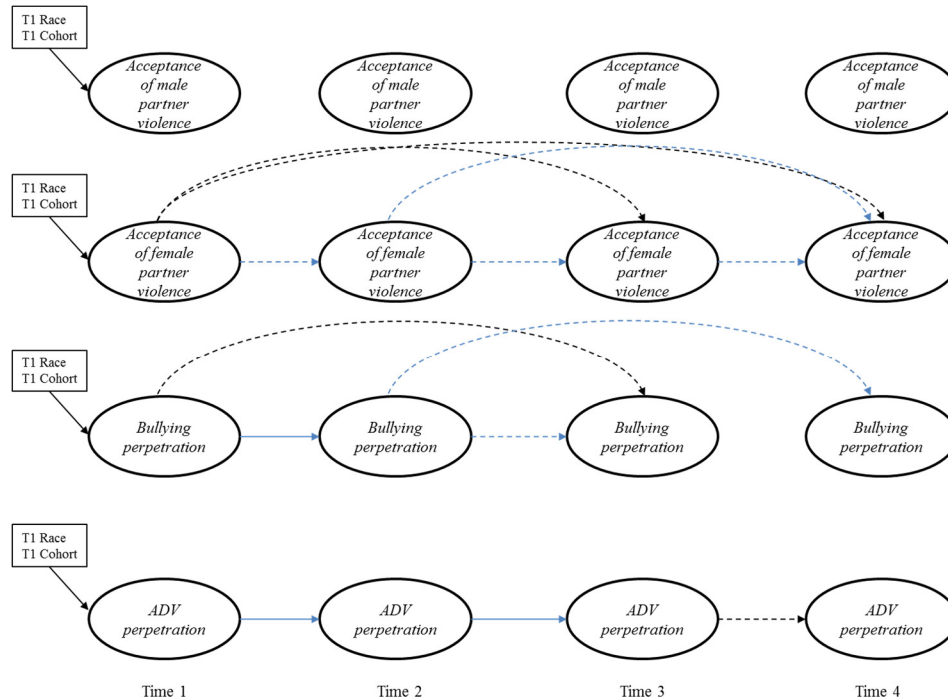 T1 Race
T1 Cohort
Acceptance
of male
partner
violence
Acceptance
of male
partner
violence
Acceptance
of male
partner
violence
Acceptance
of male
partner
violence
T1 Race
T1 Cohort
Acceptance
of female
partner
violence
Acceptance
of female
partner
violence
Acceptance
of female
partner
violence
Acceptance
of female
partner
violence
T1 Race
T1 Cohort
Bullying
perpetration
Bullying
perpetration
Bullying
perpetration
Bullying
perpetration
T1 Race
T1 Cohort
ADV
perpetration
ADV
perpetration
ADV
perpetration
ADV
perpetration
Time 1
Time 2
Time 3
Time 4